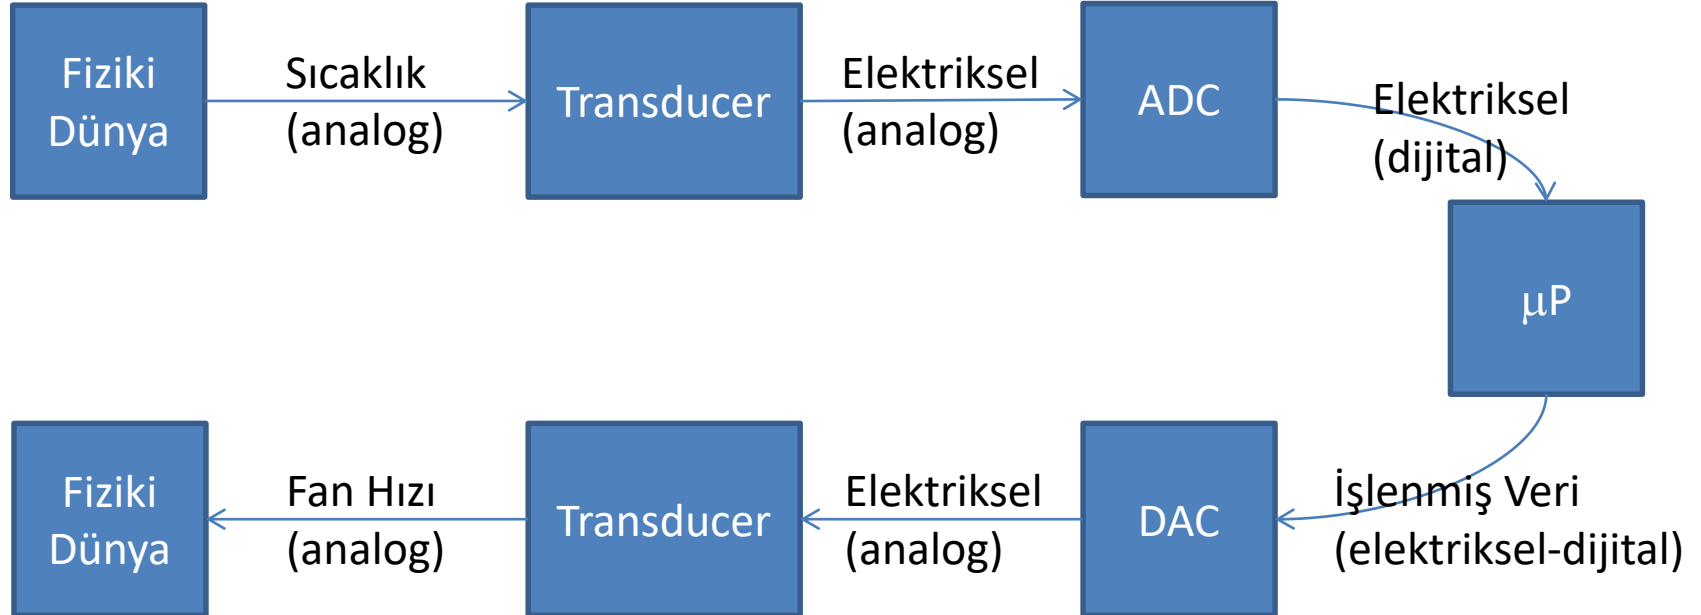 Fiziki
Dünya
Sıcaklık
(analog)
Transducer
Elektriksel
(analog)
ADC
Elektriksel
(dijital)
µP
Fiziki
Dünya
Fan Hızı
(analog)
Transducer
Elektriksel
(analog)
DAC
İşlenmiş Veri
(elektriksel-dijital)